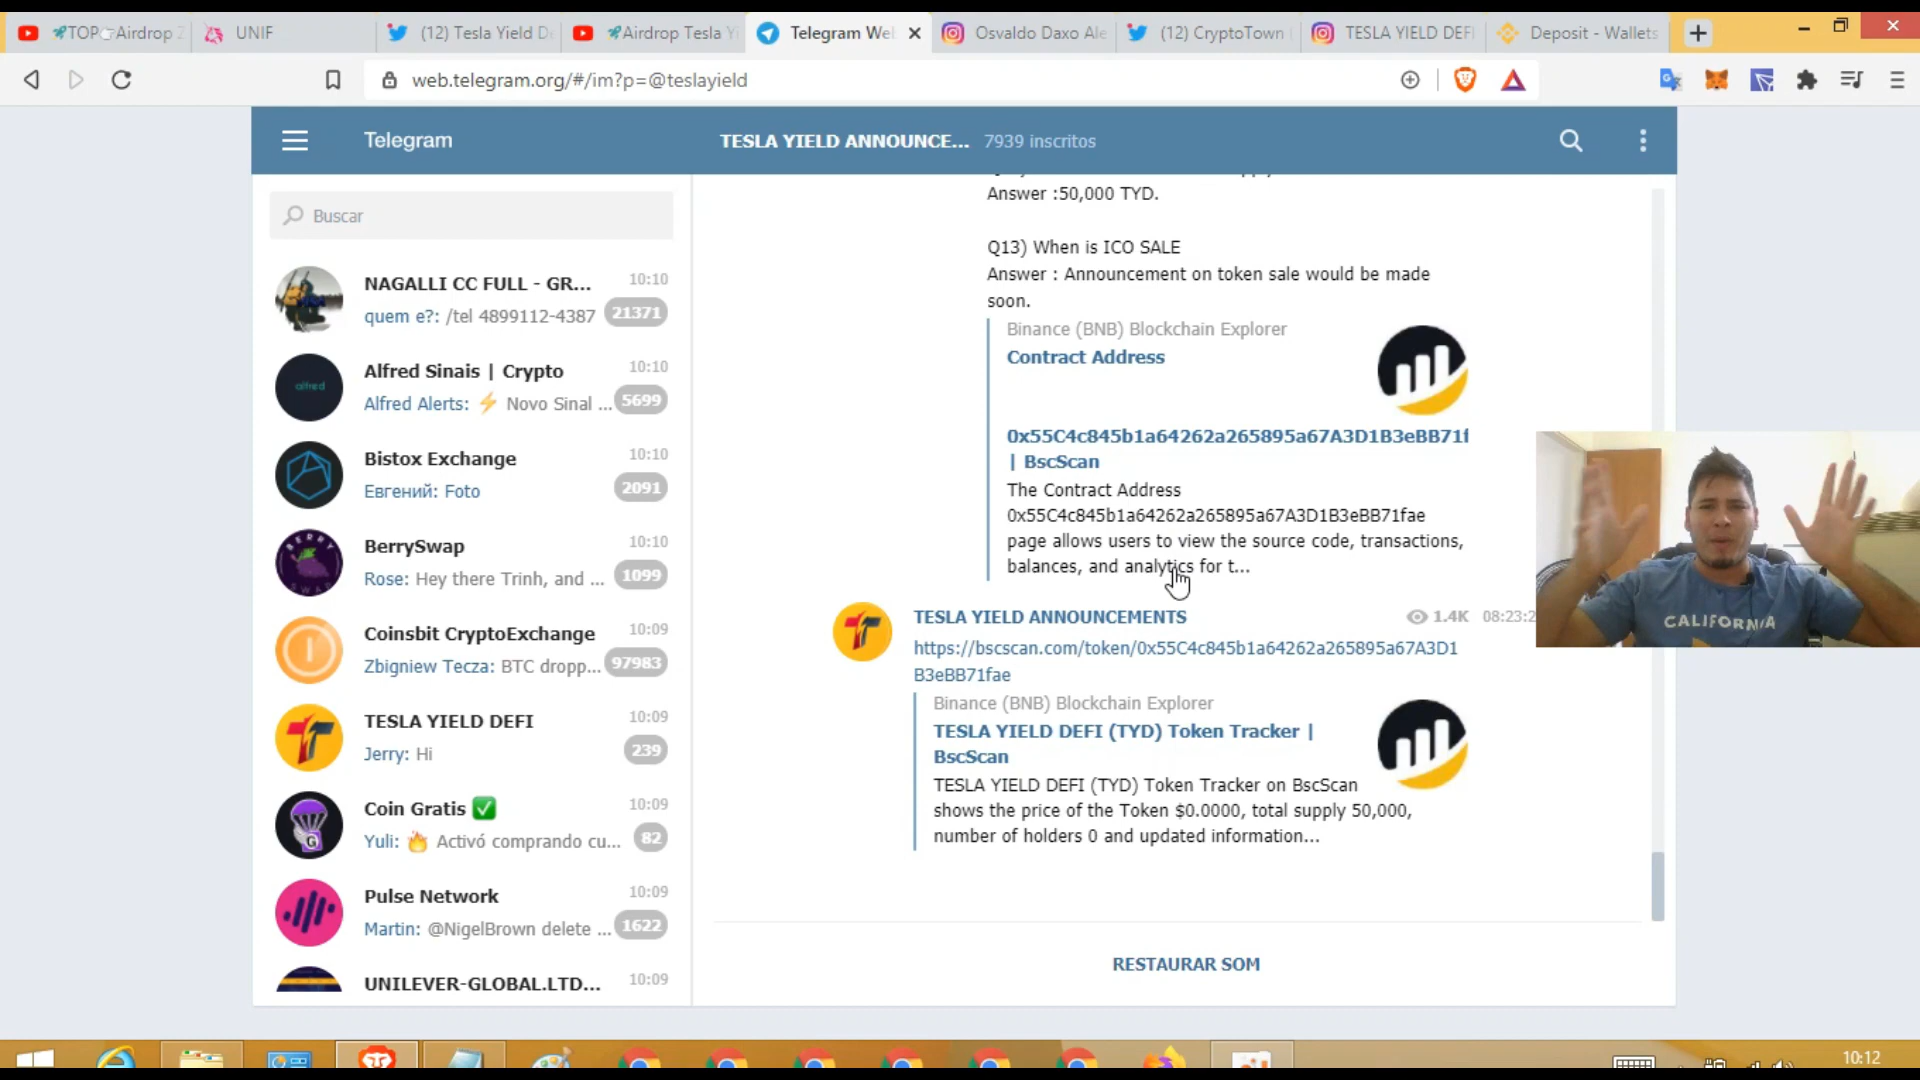 TOP Airdrop 2
UNIF
(12) Tesla Yield D
Airdrop Tesla Yi
Telegram We
Osvaldo Daxo Ale
(12) CryptoTown
TESLA YIELD DEFI
Deposit - Wallets
web.telegram.org/#/im?p=@teslayield
Telegram
TESLA YIELD ANNOUNCE... 7939 inscritos
Buscar
NAGALLI CC FULL - GR... 10:10
quem e?: /tel 4899112-4387 21371
Alfred Sinais | Crypto 10:10
alfred
Alfred Alerts: ⚡ Novo Sinal ... 5699
Bistox Exchange 10:10
Евгений: Foto 2091
BerrySwap 10:10
BERRY
SWAP
Rose: Hey there Trinh, and ... 1099
Coinsbit CryptoExchange 10:09
Zbigniew Tecza: BTC dropp... 97983
TESLA YIELD DEFI 10:09
Jerry: Hi 239
Coin Gratis ✅ 10:09
Yuli: 🔥 Activó comprando cu... 82
Pulse Network 10:09
Martin: @NigelBrown delete ... 1622
UNILEVER-GLOBAL.LTD... 10:09
Answer :50,000 TYD.
Q13) When is ICO SALE
Answer : Announcement on token sale would be made
soon.
Binance (BNB) Blockchain Explorer
Contract Address
0x55C4c845b1a64262a265895a67A3D1B3eBB71f
| BscScan
The Contract Address
0x55C4c845b1a64262a265895a67A3D1B3eBB71fae
page allows users to view the source code, transactions,
balances, and analytics for t...
TESLA YIELD ANNOUNCEMENTS 1.4K 08:23:2
https://bscscan.com/token/0x55C4c845b1a64262a265895a67A3D1
B3eBB71fae
Binance (BNB) Blockchain Explorer
TESLA YIELD DEFI (TYD) Token Tracker |
BscScan
TESLA YIELD DEFI (TYD) Token Tracker on BscScan
shows the price of the Token $0.0000, total supply 50,000,
number of holders 0 and updated information...
RESTAURAR SOM
CALIFORNIA
10:12